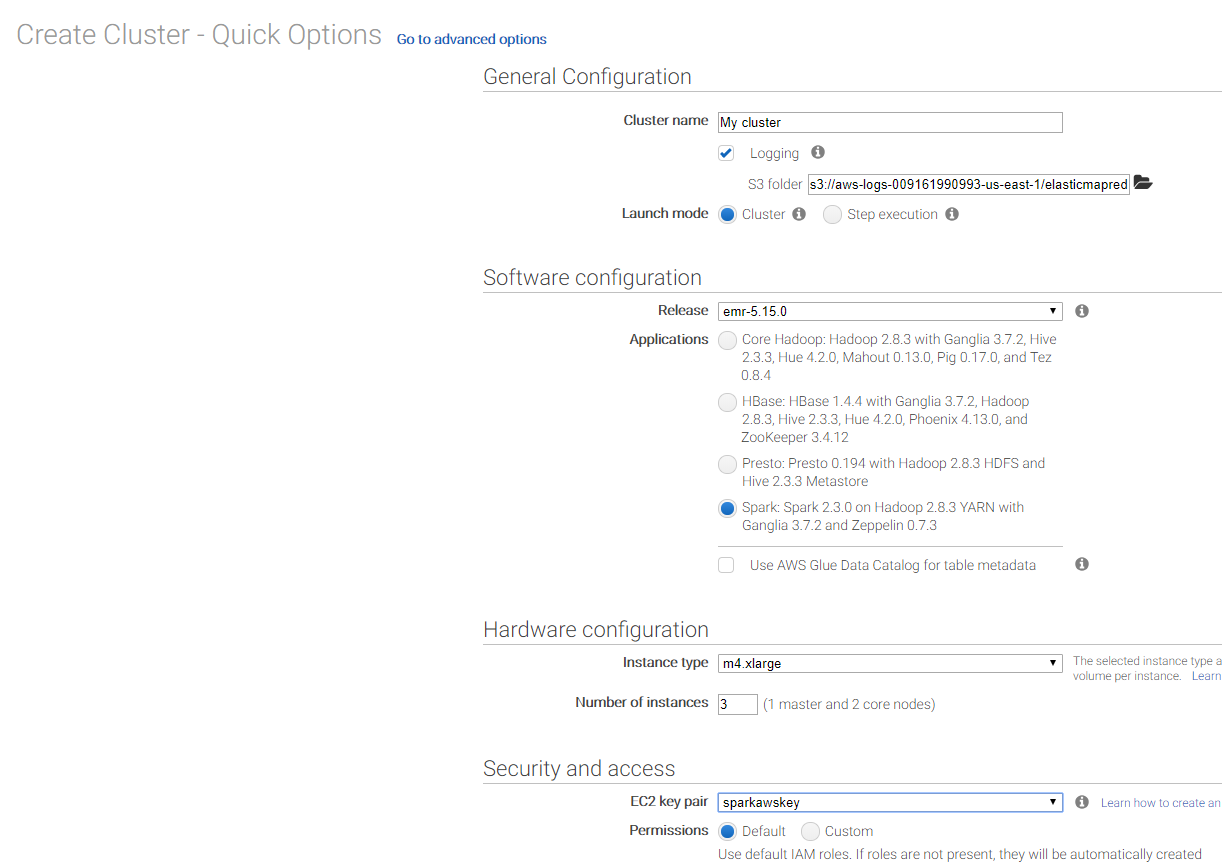 Create Cluster - Quick Options Go to advanced options
General Configuration
Cluster name My cluster
Logging
S3 folder s3://aws-logs-009161990993-us-east-1/elasticmapred
Launch mode Cluster Step execution
Software configuration
Release emr-5.15.0
Applications Core Hadoop: Hadoop 2.8.3 with Ganglia 3.7.2, Hive
2.3.3, Hue 4.2.0, Mahout 0.13.0, Pig 0.17.0, and Tez
0.8.4
HBase: HBase 1.4.4 with Ganglia 3.7.2, Hadoop
2.8.3, Hive 2.3.3, Hue 4.2.0, Phoenix 4.13.0, and
ZooKeeper 3.4.12
Presto: Presto 0.194 with Hadoop 2.8.3 HDFS and
Hive 2.3.3 Metastore
Spark: Spark 2.3.0 on Hadoop 2.8.3 YARN with
Ganglia 3.7.2 and Zeppelin 0.7.3
Use AWS Glue Data Catalog for table metadata
Hardware configuration
Instance type m4.xlarge The selected instance type a
volume per instance. Learn
Number of instances 3 (1 master and 2 core nodes)
Security and access
EC2 key pair sparkawskey Learn how to create an
Permissions Default Custom
Use default IAM roles. If roles are not present, they will be automatically created